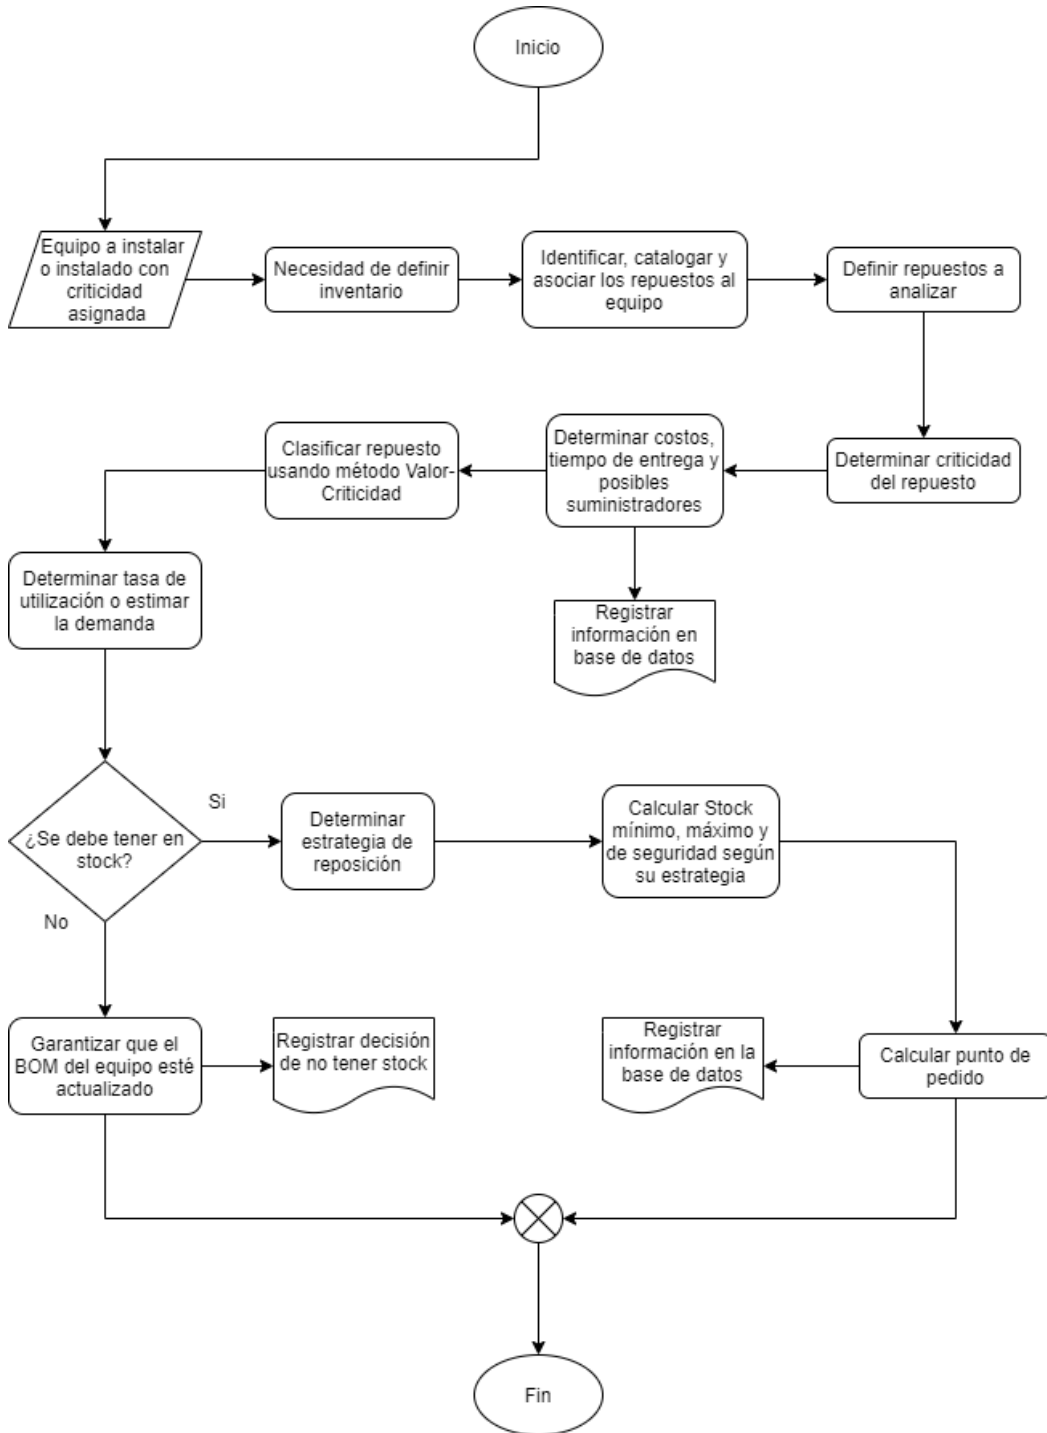 Inicio
Equipo a instalar
o instalado con
criticidad
asignada
Necesidad de definir
inventario
Identificar, catalogar y
asociar los repuestos al
equipo
Definir repuestos a
analizar
Clasificar repuesto
usando método Valor-
Criticidad
Determinar costos,
tiempo de entrega y
posibles
suministradores
Determinar criticidad
del repuesto
Determinar tasa de
utilización o estimar
la demanda
Registrar
información en
base de datos
¿Se debe tener en
stock?
Si
No
Determinar
estrategia de
reposición
Calcular Stock
mínimo, máximo y
de seguridad según
su estrategia
Garantizar que el
BOM del equipo esté
actualizado
Registrar decisión
de no tener stock
Registrar
información en la
base de datos
Calcular punto de
pedido
Fin